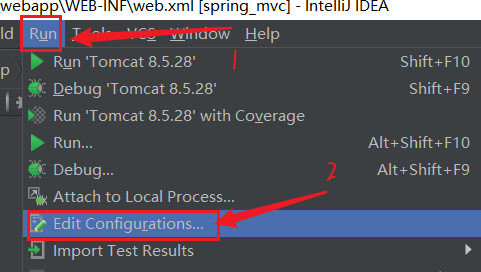 webapp\WEB-INF\web.xml [spring_mvc] - IntelliJ IDEA
ld Run Tools VCS Window Help
p Run 'Tomcat 8.5.28' Shift+F10
Debug 'Tomcat 8.5.28' Shift+F9
Run 'Tomcat 8.5.28' with Coverage
Run... Alt+Shift+F10
Debug... Alt+Shift+F9
Attach to Local Process...
Edit Configurations...
Import Test Results
1
2